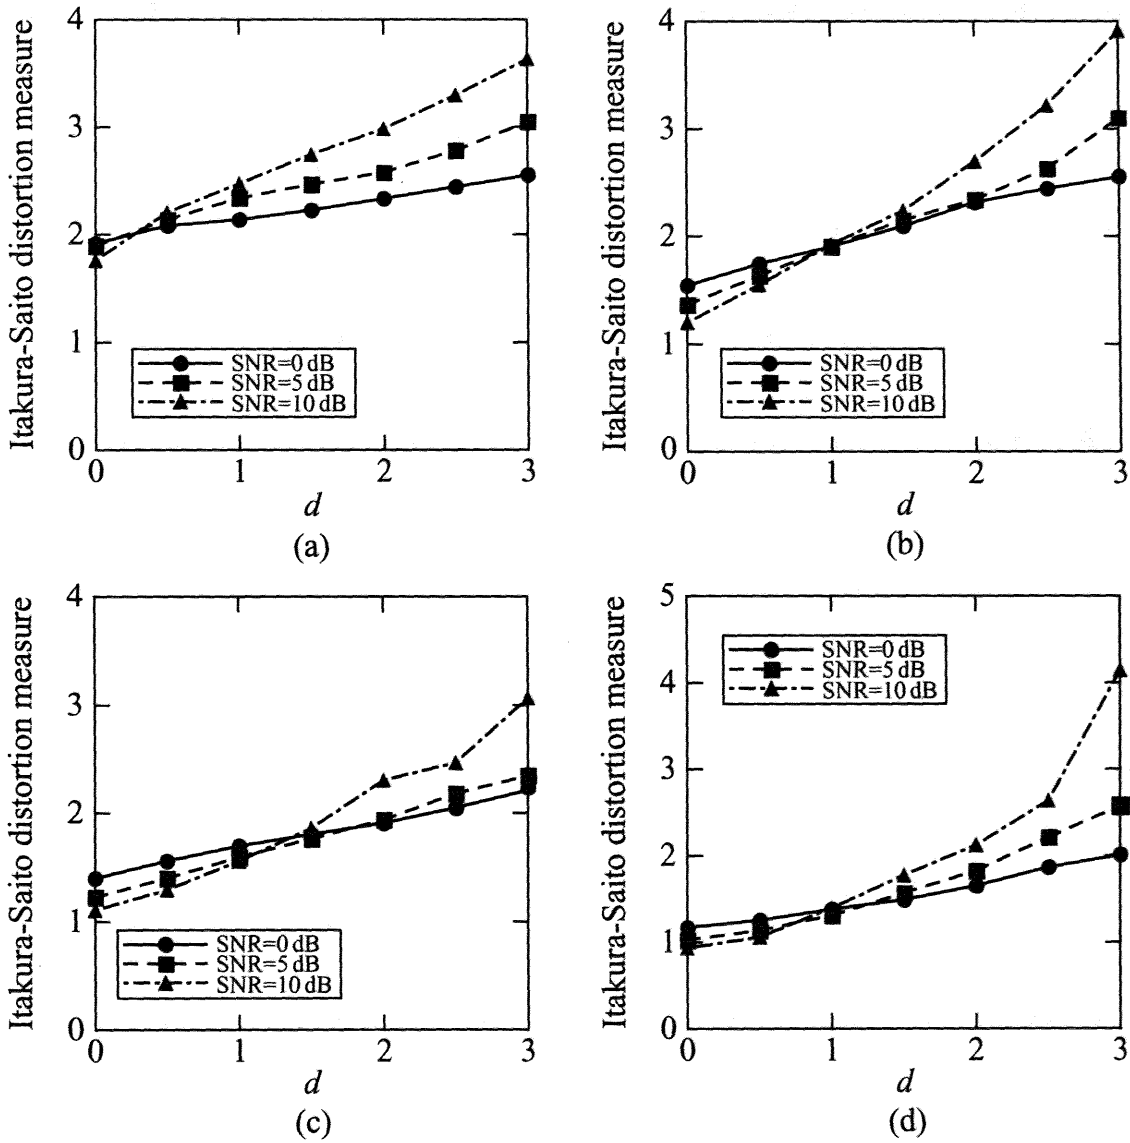 Itakura-Saito distortion measure
4
3
2
1
0
SNR=0 dB
SNR=5 dB
SNR=10 dB
0 1 2 3
d
(a)
Itakura-Saito distortion measure
4
3
2
1
0
SNR=0 dB
SNR=5 dB
SNR=10 dB
0 1 2 3
d
(b)
Itakura-Saito distortion measure
4
3
2
1
0
SNR=0 dB
SNR=5 dB
SNR=10 dB
0 1 2 3
d
(c)
Itakura-Saito distortion measure
5
4
3
2
1
0
SNR=0 dB
SNR=5 dB
SNR=10 dB
0 1 2 3
d
(d)